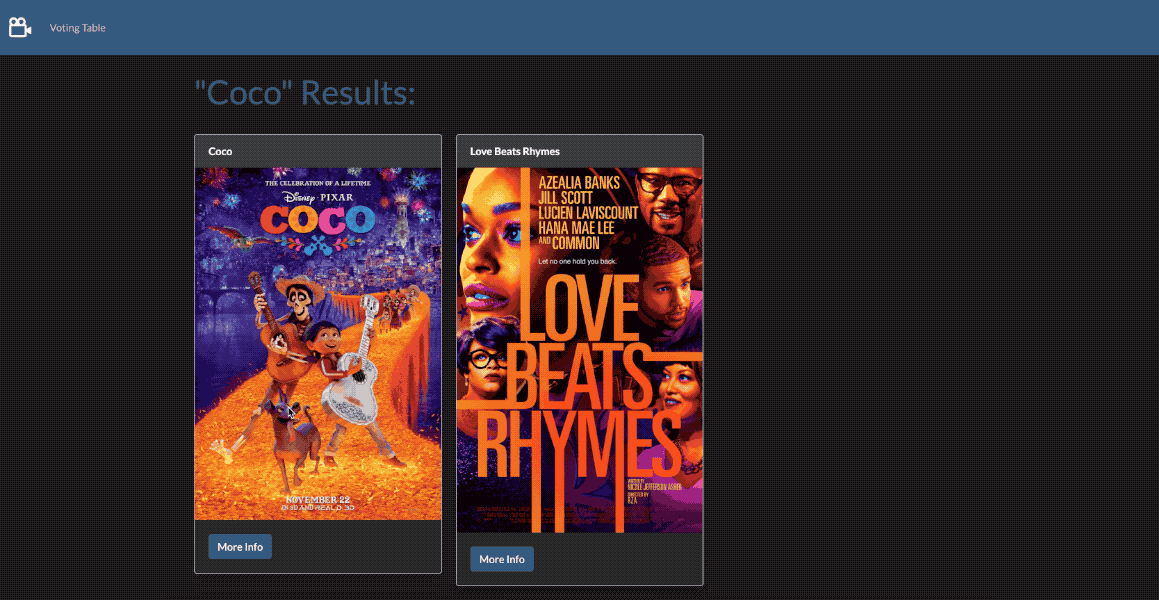 Voting Table
"Coco" Results:
Coco
THE CELEBRATION OF A LIFETIME
Disney · PIXAR
COCO
NOVEMBER 22
IN 3D AND REAL D 3D
More Info
Love Beats Rhymes
AZEALIA BANKS
JILL SCOTT
LUCIEN LAVISCOUNT
HANA MAE LEE
AND COMMON
Let no one hold you back.
LOVE
BEATS
RHYMES
WRITTEN BY
NICOLE JEFFERSON ASHER
DIRECTED BY
RZA
More Info